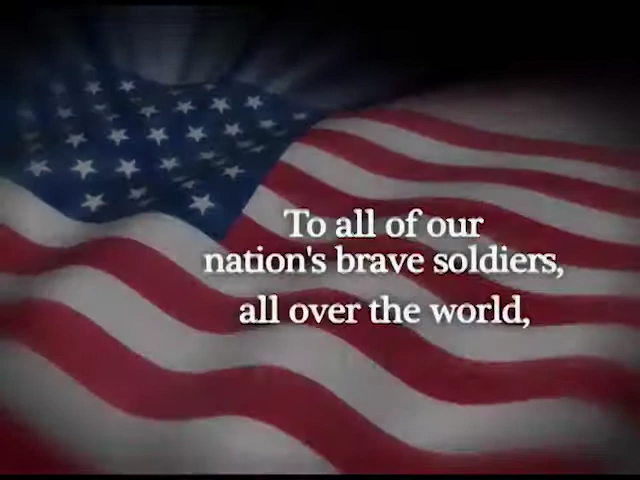 To all of our
nation's brave soldiers,
all over the world,